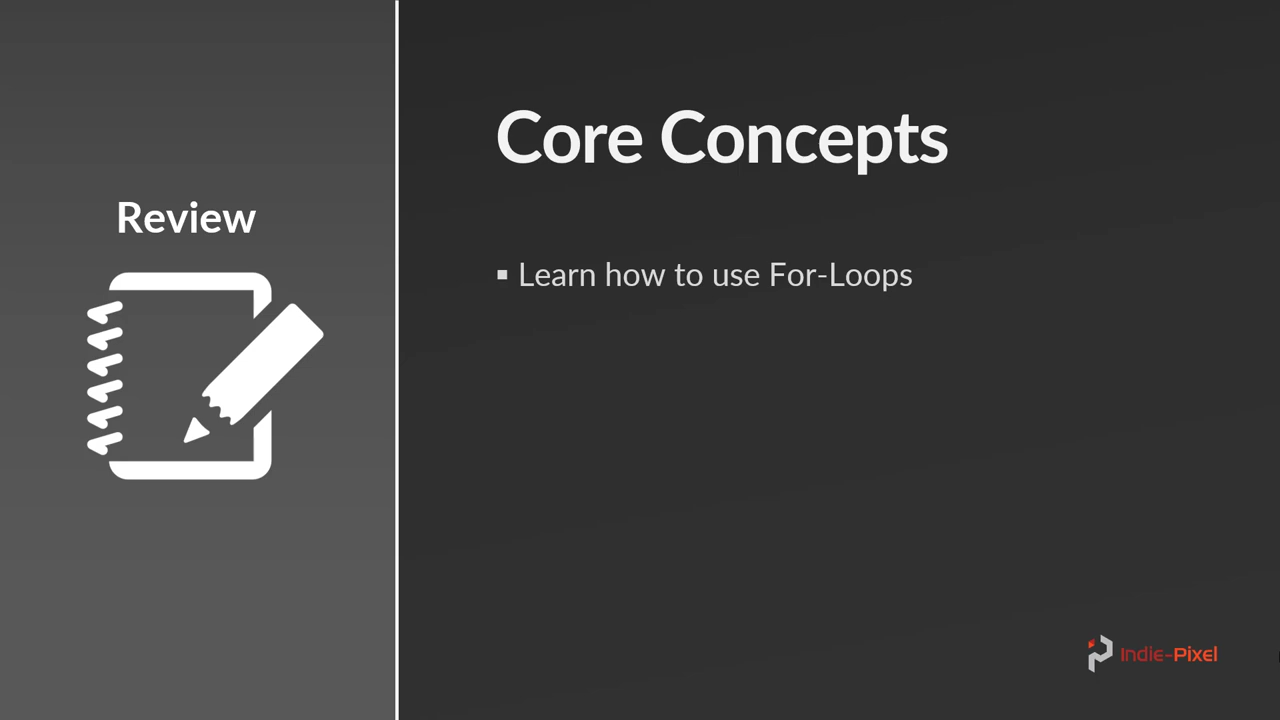 Review
Core Concepts
▪ Learn how to use For-Loops
Indie-Pixel